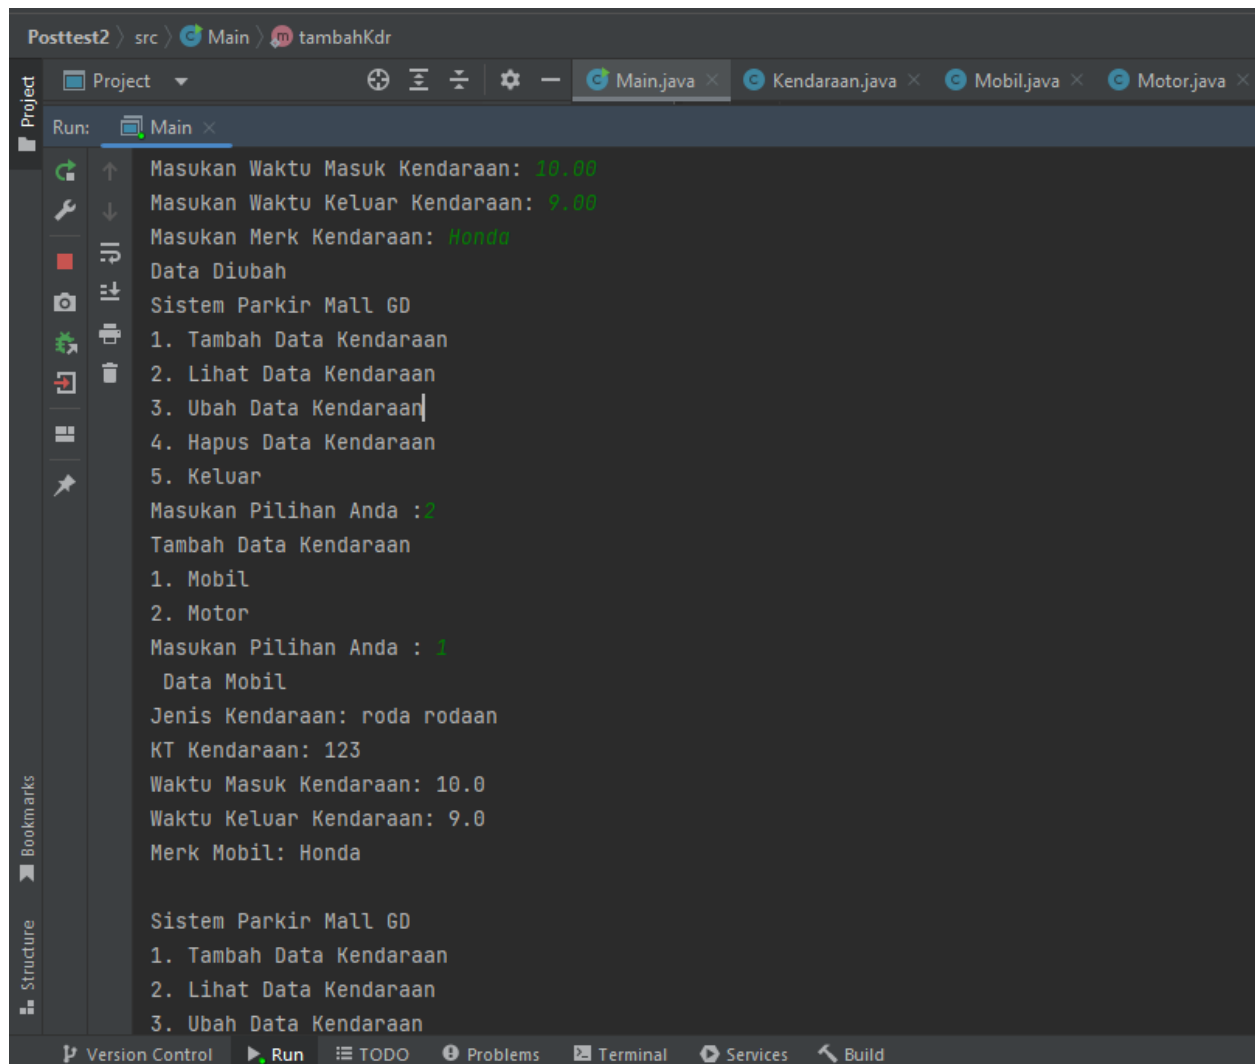 Posttest2 〉 src 〉 Main 〉 tambahKdr
Project
Main.java Kendaraan.java Mobil.java Motor.java
Project
Run: Main
Masukan Waktu Masuk Kendaraan: 10.00
Masukan Waktu Keluar Kendaraan: 9.00
Masukan Merk Kendaraan: Honda
Data Diubah
Sistem Parkir Mall GD
1. Tambah Data Kendaraan
2. Lihat Data Kendaraan
3. Ubah Data Kendaraan
4. Hapus Data Kendaraan
5. Keluar
Masukan Pilihan Anda :2
Tambah Data Kendaraan
1. Mobil
2. Motor
Masukan Pilihan Anda : 1
Data Mobil
Jenis Kendaraan: roda rodaan
KT Kendaraan: 123
Waktu Masuk Kendaraan: 10.0
Waktu Keluar Kendaraan: 9.0
Merk Mobil: Honda
Sistem Parkir Mall GD
1. Tambah Data Kendaraan
2. Lihat Data Kendaraan
3. Ubah Data Kendaraan
Bookmarks
Structure
Version Control Run TODO Problems Terminal Services Build